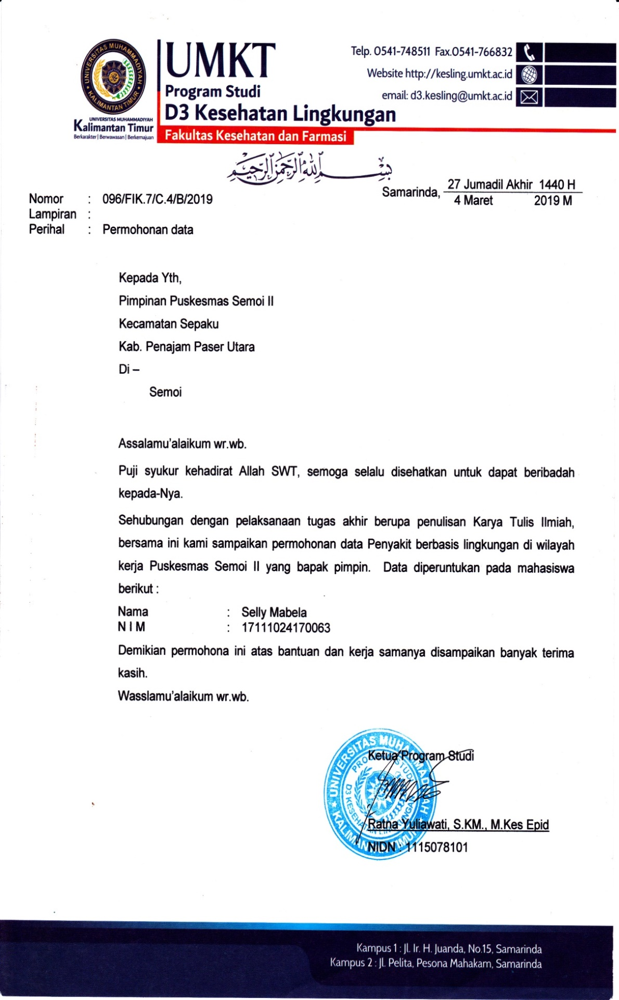 UNIVERSITAS MUHAMMADIYAH KALIMANTAN TIMUR
UNIVERSITAS MUHAMMADIYAH
Kalimantan Timur
Berkarakter | Berwawasan | Berkemajuan
UMKT
Program Studi
D3 Kesehatan Lingkungan
Fakultas Kesehatan dan Farmasi
Telp. 0541-748511 Fax.0541-766832
Website http://kesling.umkt.ac.id
email: d3.kesling@umkt.ac.id
بِسْمِ اللهِ الرَّحْمٰنِ الرَّحِيْمِ
Samarinda, 27 Jumadil Akhir 1440 H
4 Maret 2019 M
Nomor : 096/FIK.7/C.4/B/2019
Lampiran :
Perihal : Permohonan data
Kepada Yth,
Pimpinan Puskesmas Semoi II
Kecamatan Sepaku
Kab. Penajam Paser Utara
Di –
Semoi
Assalamu’alaikum wr.wb.
Puji syukur kehadirat Allah SWT, semoga selalu disehatkan untuk dapat beribadah
kepada-Nya.
Sehubungan dengan pelaksanaan tugas akhir berupa penulisan Karya Tulis Ilmiah,
bersama ini kami sampaikan permohonan data Penyakit berbasis lingkungan di wilayah
kerja Puskesmas Semoi II yang bapak pimpin. Data diperuntukan pada mahasiswa
berikut :
Nama : Selly Mabela
N I M : 17111024170063
Demikian permohona ini atas bantuan dan kerja samanya disampaikan banyak terima
kasih.
Wasslamu’alaikum wr.wb.
Ketua Program Studi
UNIVERSITAS MUHAMMADIYAH
KALIMANTAN TIMUR
PROGRAM STUDI
D3 KESEHATAN LINGKUNGAN
Ratna Yuliawati, S.KM., M.Kes Epid
NIDN : 1115078101
Kampus 1 : Jl. Ir. H. Juanda, No.15, Samarinda
Kampus 2 : Jl. Pelita, Pesona Mahakam, Samarinda